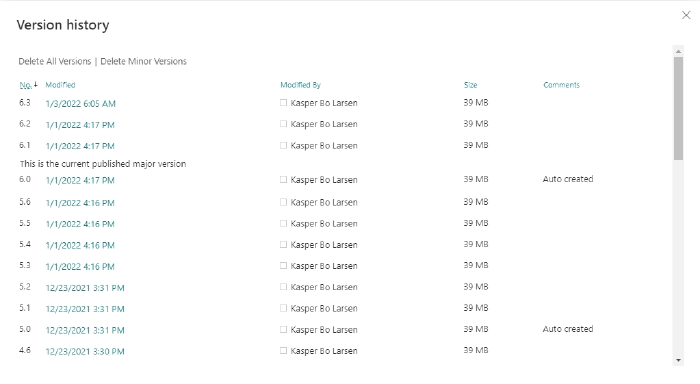 Version history
Delete All Versions | Delete Minor Versions
No. ↓ Modified Modified By Size Comments
6.3 1/3/2022 6:05 AM Kasper Bo Larsen 39 MB
6.2 1/1/2022 4:17 PM Kasper Bo Larsen 39 MB
6.1 1/1/2022 4:17 PM Kasper Bo Larsen 39 MB
This is the current published major version
6.0 1/1/2022 4:17 PM Kasper Bo Larsen 39 MB Auto created
5.6 1/1/2022 4:16 PM Kasper Bo Larsen 39 MB
5.5 1/1/2022 4:16 PM Kasper Bo Larsen 39 MB
5.4 1/1/2022 4:16 PM Kasper Bo Larsen 39 MB
5.3 1/1/2022 4:16 PM Kasper Bo Larsen 39 MB
5.2 12/23/2021 3:31 PM Kasper Bo Larsen 39 MB
5.1 12/23/2021 3:31 PM Kasper Bo Larsen 39 MB
5.0 12/23/2021 3:31 PM Kasper Bo Larsen 39 MB Auto created
4.6 12/23/2021 3:30 PM Kasper Bo Larsen 39 MB